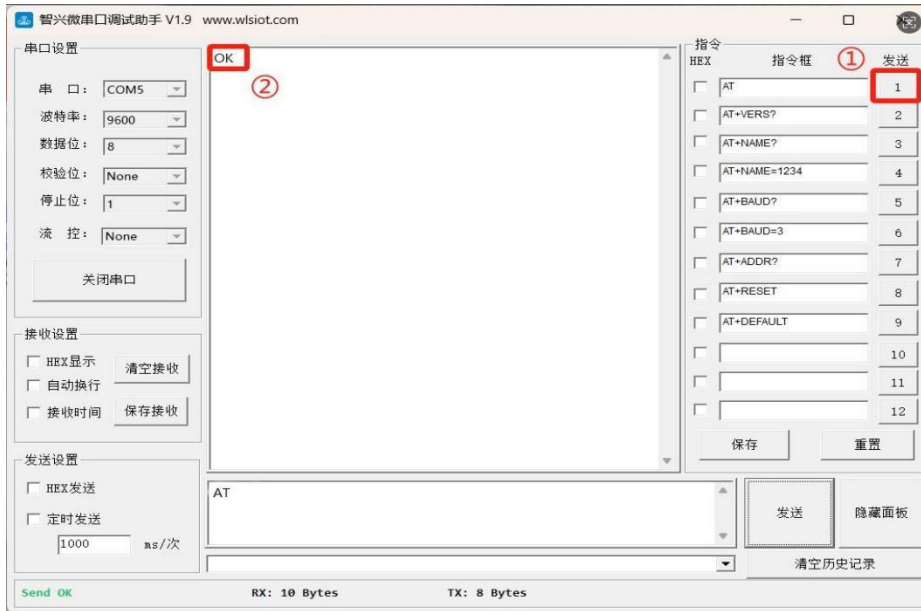 智兴微串口调试助手 V1.9 www.wlsiot.com
串口设置
串 口: COM5
波特率: 9600
数据位: 8
校验位: None
停止位: 1
流 控: None
关闭串口
接收设置
HEX显示
清空接收
自动换行
接收时间
保存接收
发送设置
HEX发送
定时发送
1000 ms/次
OK
②
AT
指令
HEX 指令框 ① 发送
AT 1
AT+VERS? 2
AT+NAME? 3
AT+NAME=1234 4
AT+BAUD? 5
AT+BAUD=3 6
AT+ADDR? 7
AT+RESET 8
AT+DEFAULT 9
10
11
12
保存 重置
发送 隐藏面板
清空历史记录
Send OK RX: 10 Bytes TX: 8 Bytes